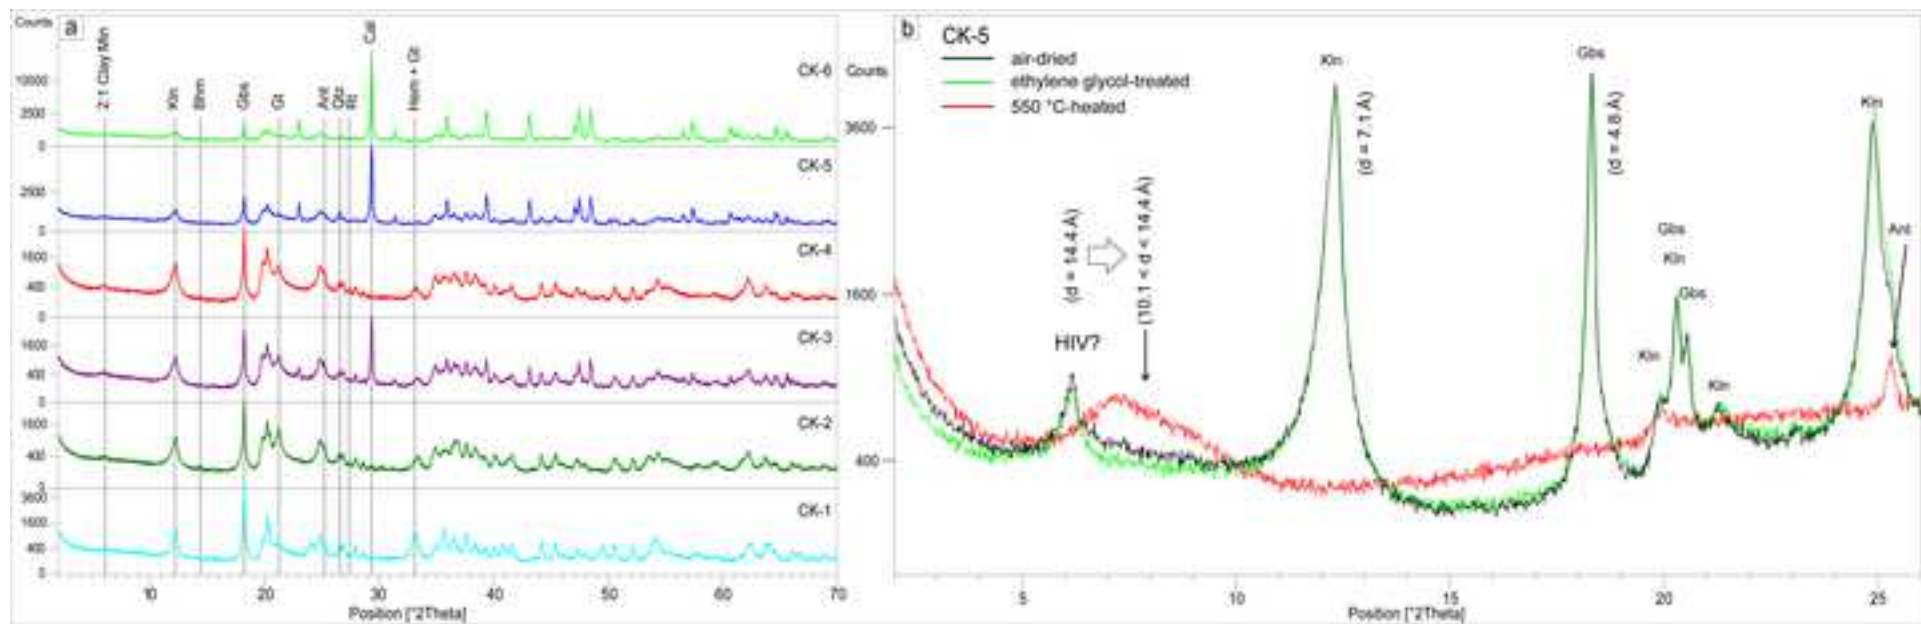 Counts
a
2:1 Clay Min
Kln
Bhm
Gbs
Gt
Ant
Qtz
Rt
Cal
Hem + Gt
CK-6
10000
2500
0
CK-5
2500
0
CK-4
1600
400
0
CK-3
1600
400
0
CK-2
1600
400
0
CK-1
3600
1600
400
0
10
20
30
40
50
60
70
Position [°2Theta]
b
CK-5
air-dried
ethylene glycol-treated
550 °C-heated
Counts
3600
1600
400
HIV?
(d = 14.4 Å)
(10.1 < d < 14.4 Å)
Kln
(d = 7.1 Å)
Gbs
(d = 4.8 Å)
Gbs
Kln
Gbs
Kln
Kln
Kln
Ant
5
10
15
20
25
Position [°2Theta]